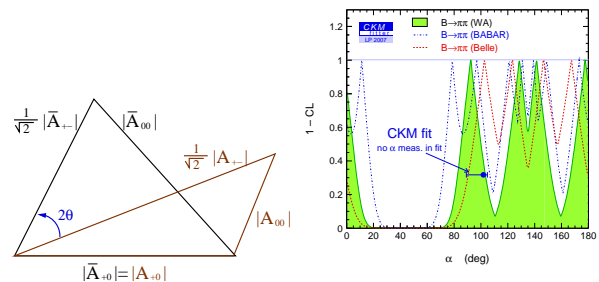 1/√2 |A̅+-|
|A̅00|
1/√2 |A+-|
|A00|
2θ
|A̅+0|=|A+0|
CKM
fitter
LP 2007
B→ππ (WA)
B→ππ (BABAR)
B→ππ (Belle)
CKM fit
no α meas. in fit
1 – CL
1
0.8
0.6
0.4
0.2
0
0 20 40 60 80 100 120 140 160 180
α (deg)